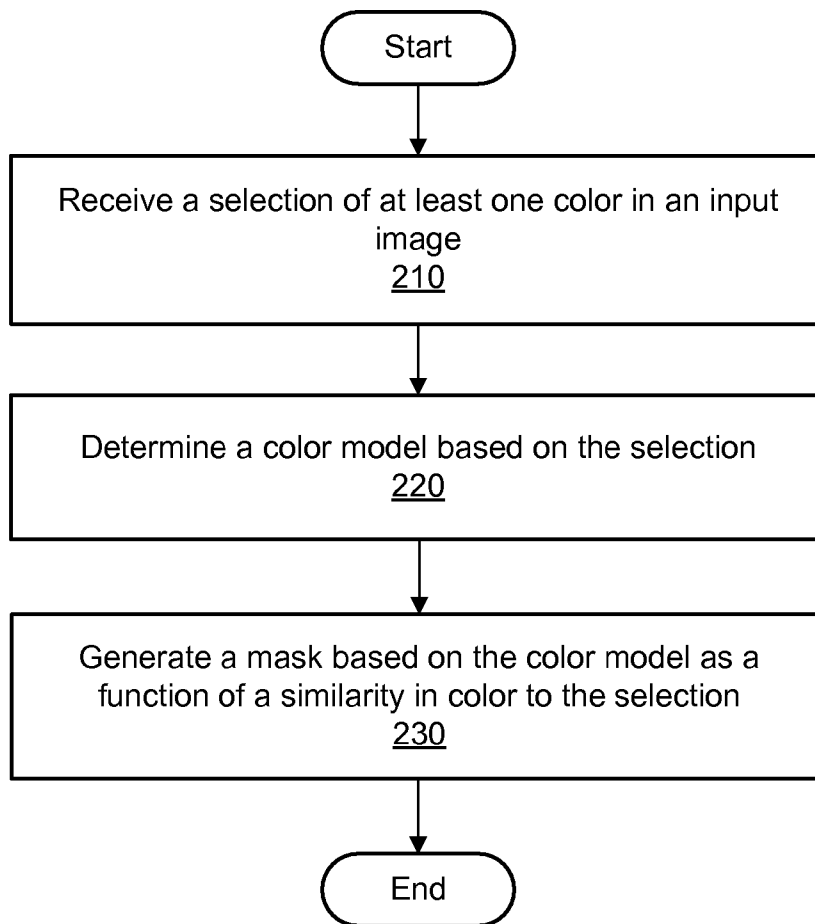 Start
Receive a selection of at least one color in an input
image
210
Determine a color model based on the selection
220
Generate a mask based on the color model as a
function of a similarity in color to the selection
230
End